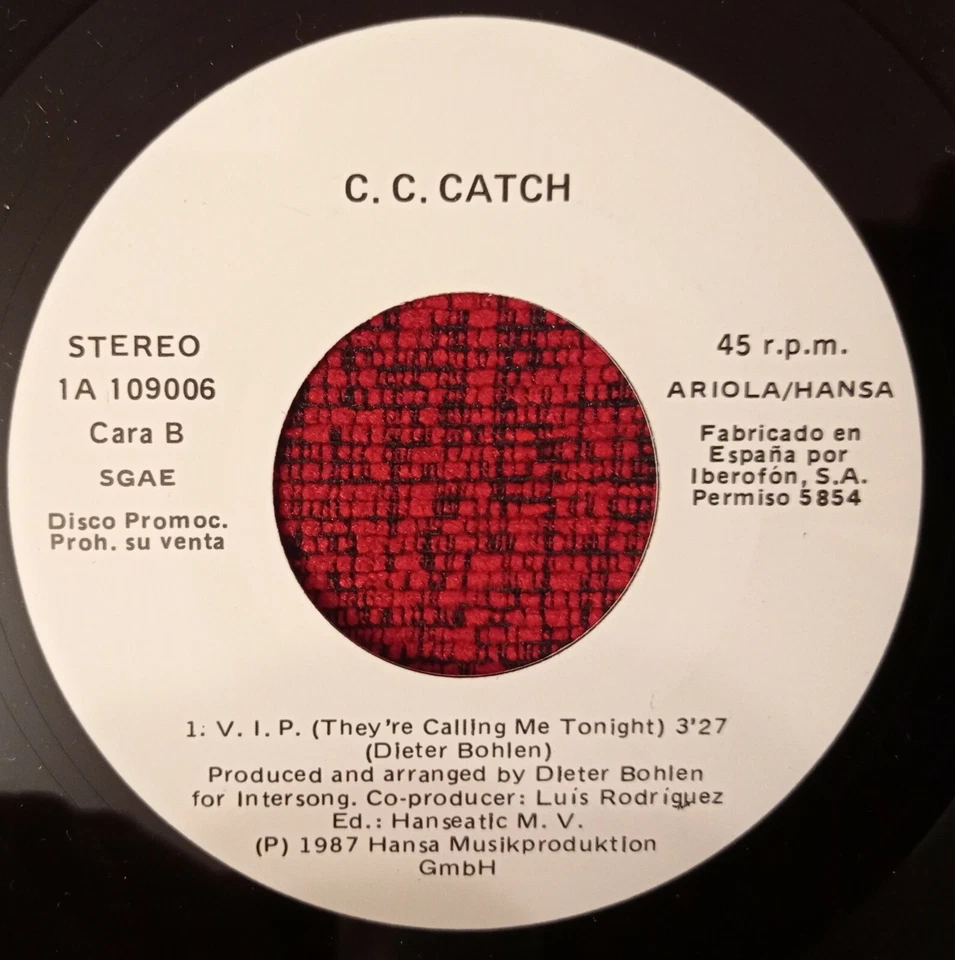 C. C. CATCH
STEREO
1A 109006
Cara B
SGAE
Disco Promoc.
Proh. su venta
45 r.p.m.
ARIOLA/HANSA
Fabricado en
España por
Iberofón, S.A.
Permiso 5854
1: V. I. P. (They're Calling Me Tonight) 3'27
(Dieter Bohlen)
Produced and arranged by Dieter Bohlen
for Intersong. Co-producer: Luis Rodriguez
Ed.: Hanseatic M. V.
(P) 1987 Hansa Musikproduktion
GmbH